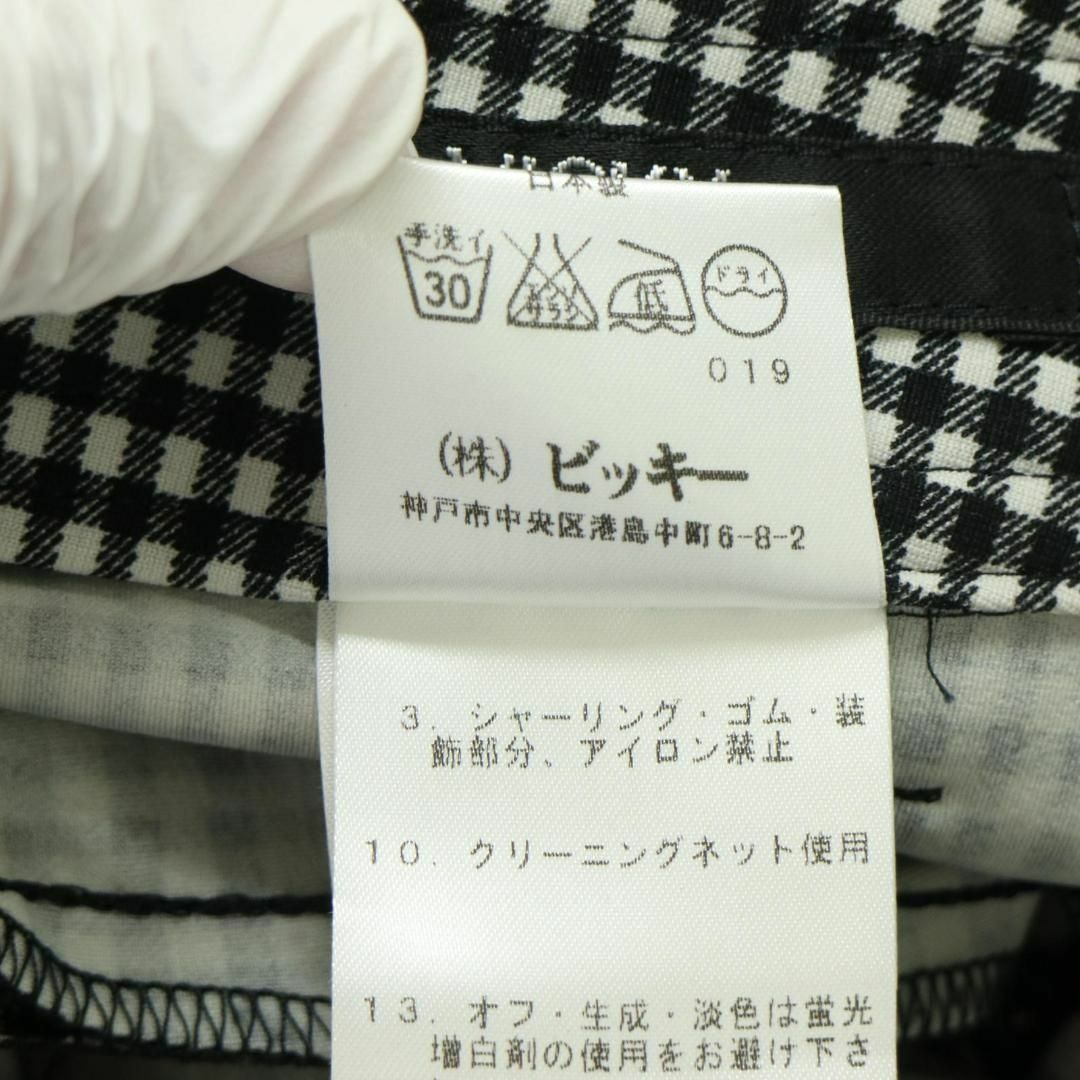 日本製
手洗イ
30
エンソ
サラシ
低
ドライ
019
(株) ビッキー
神戸市中央区港島中町6-8-2
3. シャーリング・ゴム・装
飾部分、アイロン禁止
10. クリーニングネット使用
13. オフ・生成・淡色は蛍光
増白剤の使用をお避け下さ